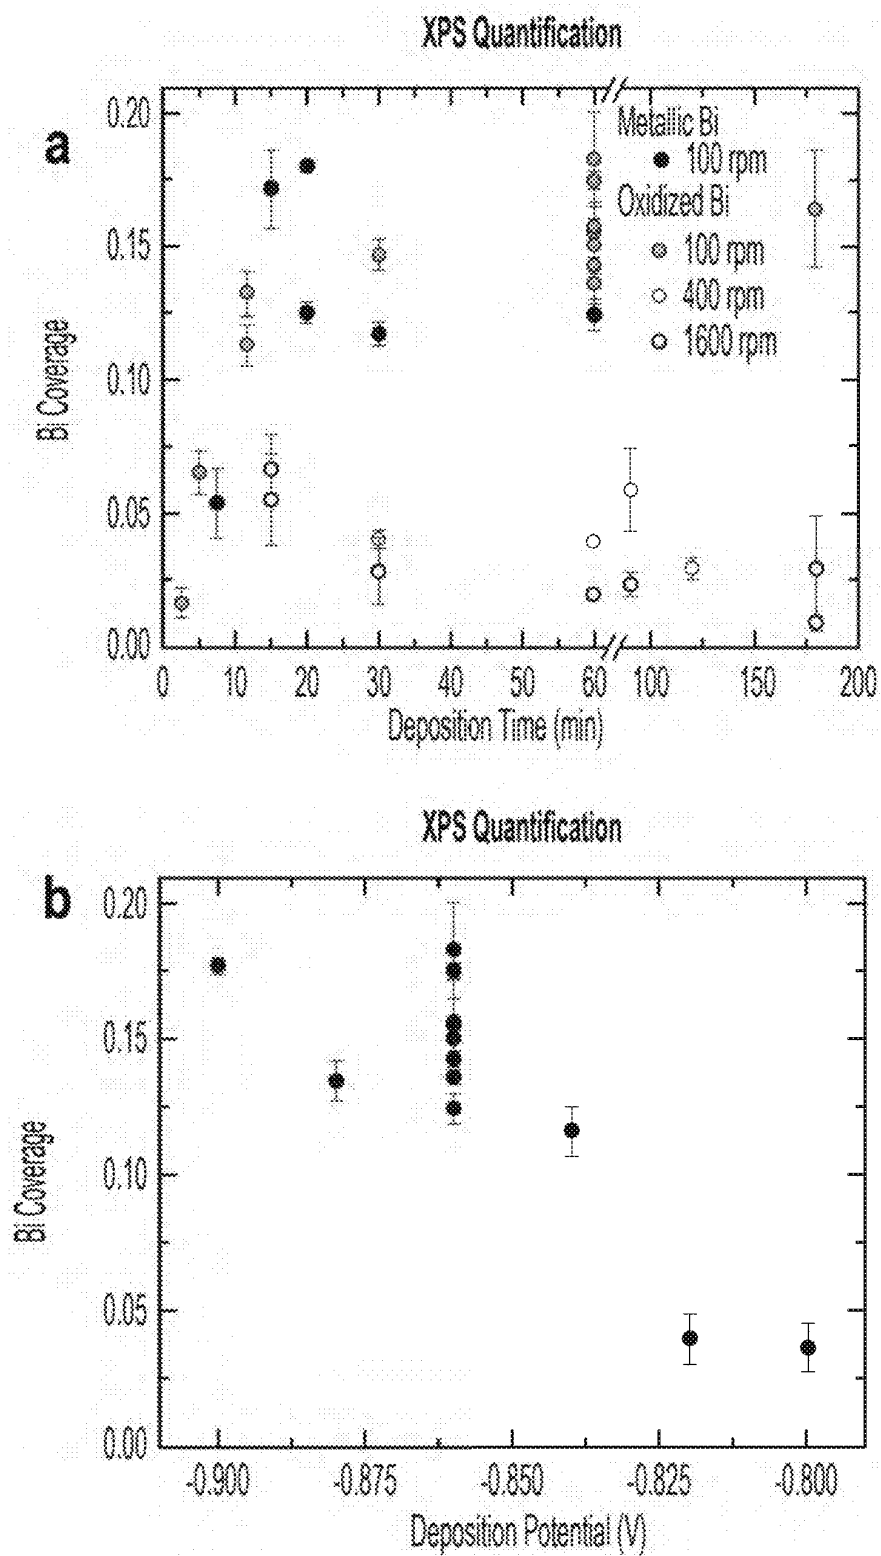 XPS Quantification
a
0.20
0.15
0.10
0.05
0.00
Bi Coverage
Metallic Bi
100 rpm
Oxidized Bi
100 rpm
400 rpm
1600 rpm
0 10 20 30 40 50 60 100 150 200
Deposition Time (min)
XPS Quantification
b
0.20
0.15
0.10
0.05
0.00
Bi Coverage
-0.900 -0.875 -0.850 -0.825 -0.800
Deposition Potential (V)